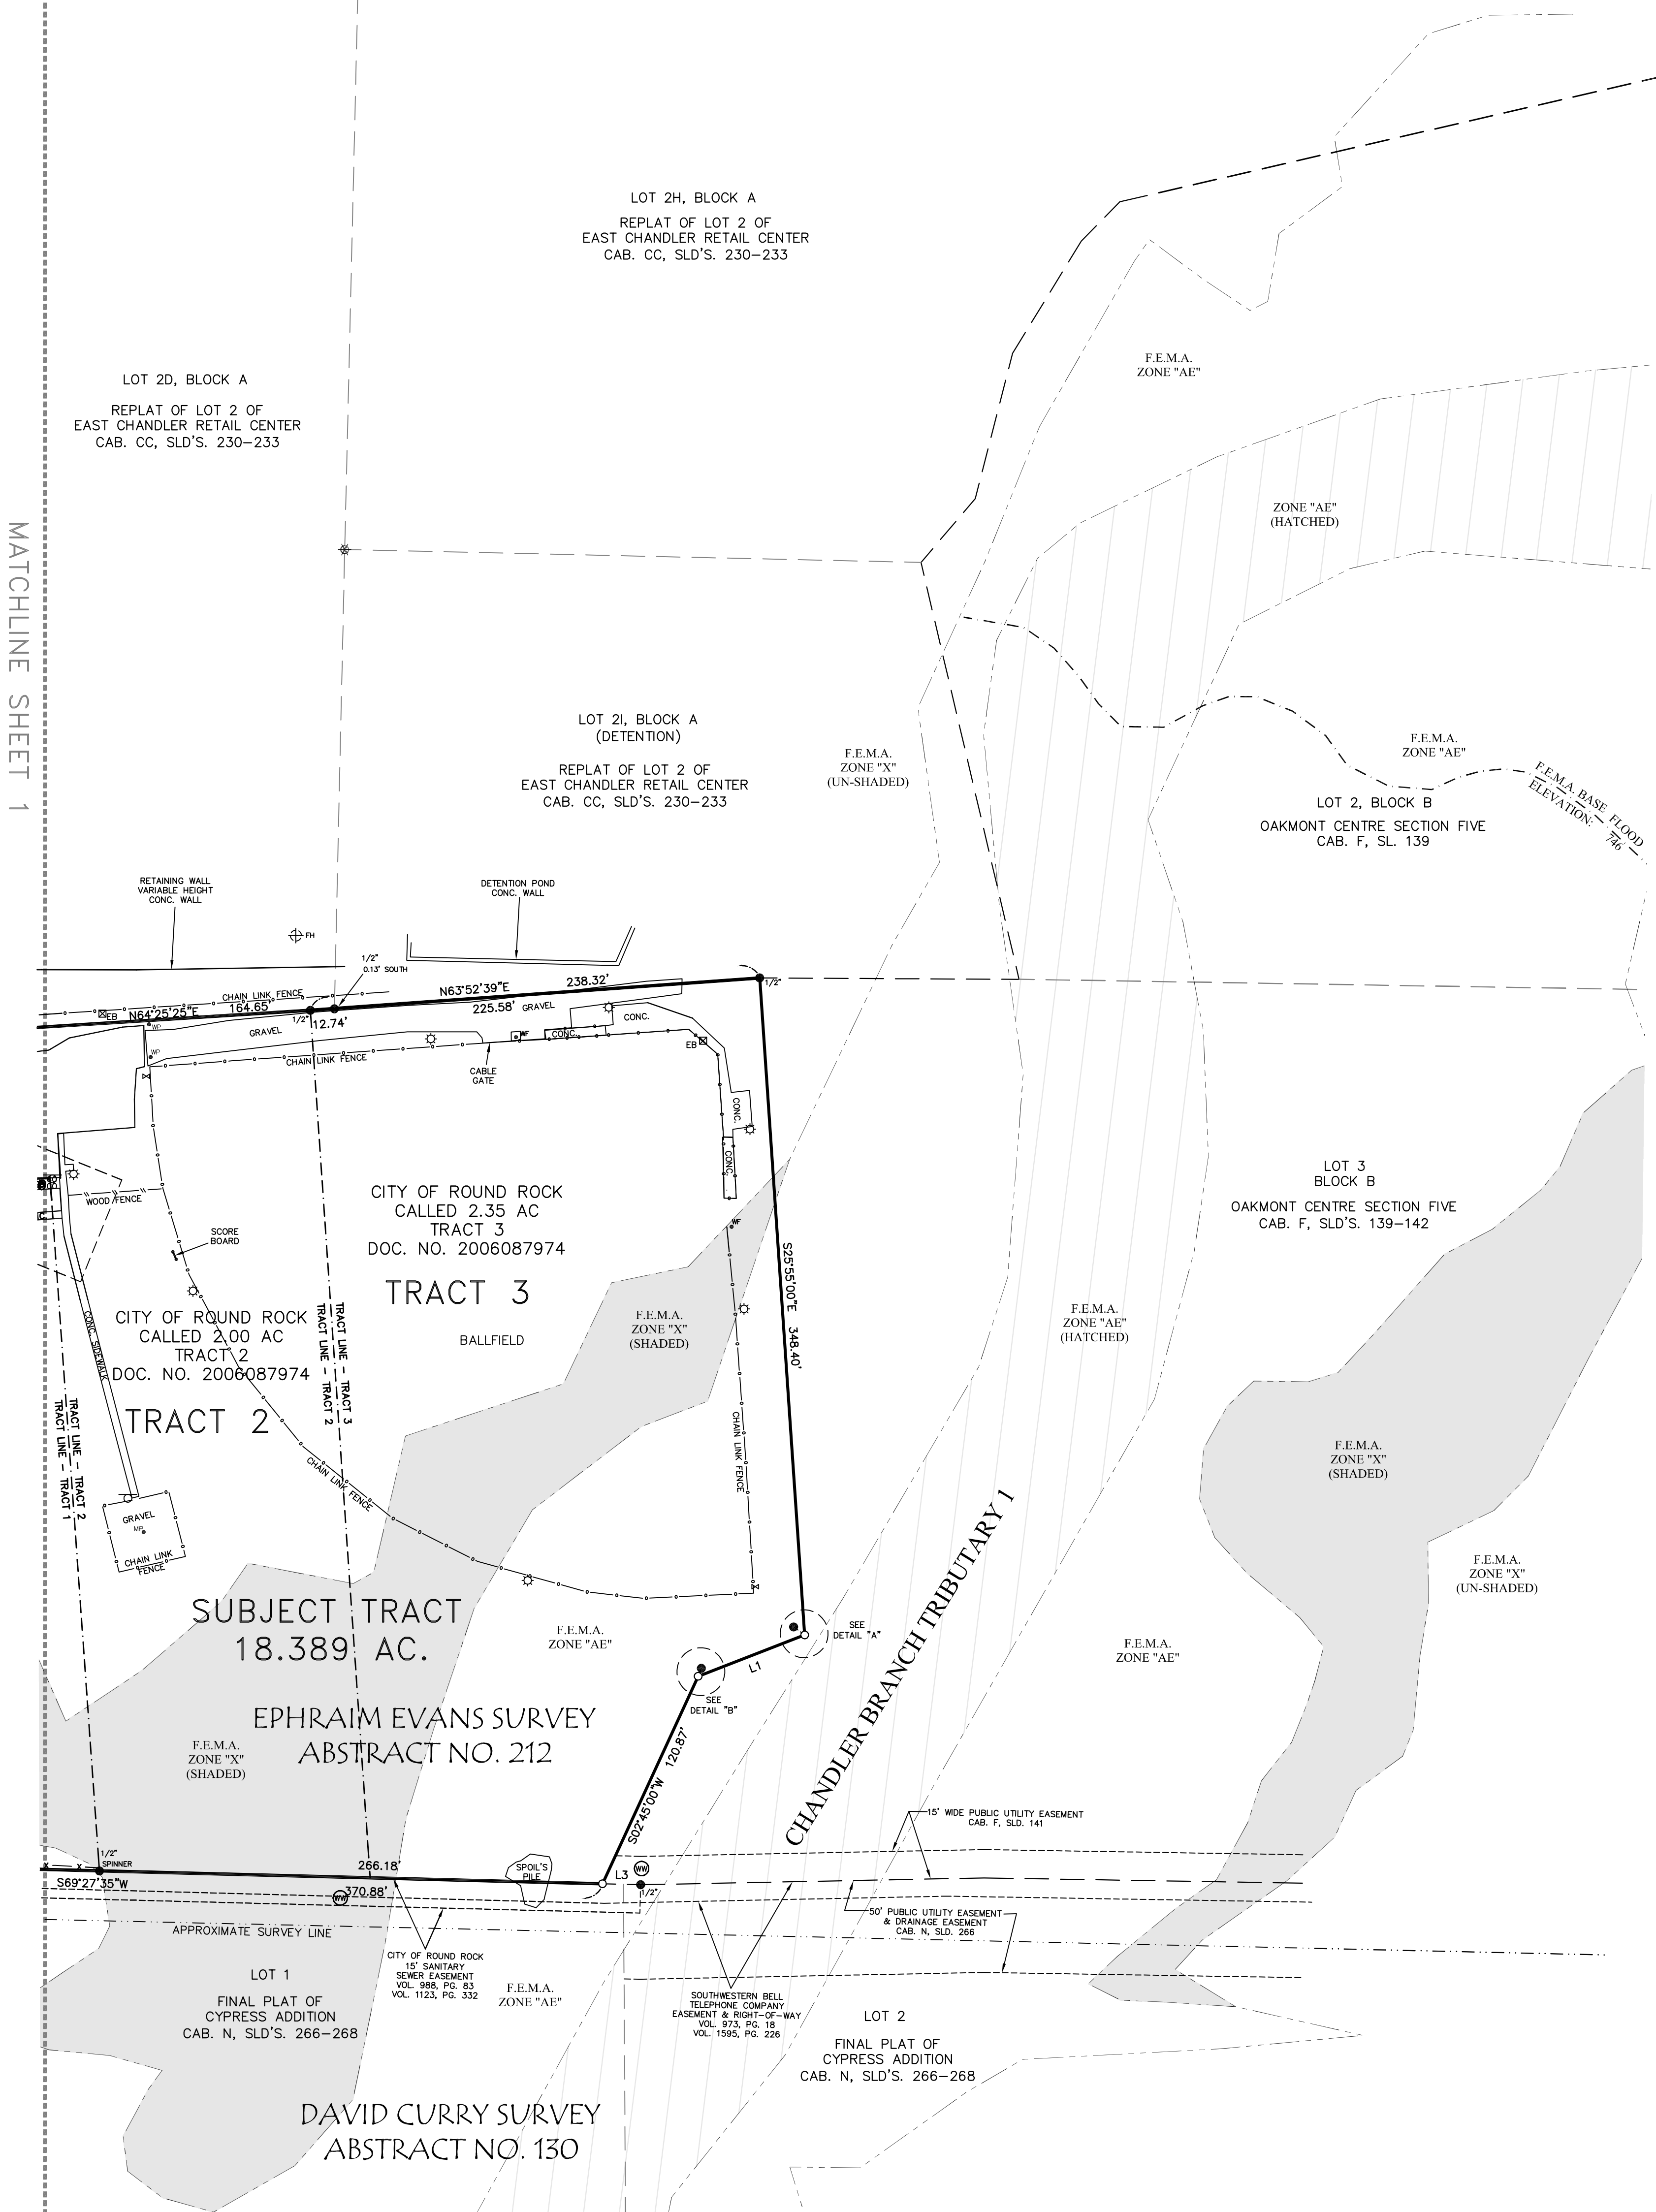 LOT 2H, BLOCK A
REPLAT OF LOT 2 OF
EAST CHANDLER RETAIL CENTER
CAB. CC, SLD'S. 230-233
F.E.M.A.
ZONE "AE"
LOT 2D, BLOCK A
REPLAT OF LOT 2 OF
EAST CHANDLER RETAIL CENTER
CAB. CC, SLD'S. 230-233
ZONE "AE"
(HATCHED)
MATCHLINE SHEET 1
LOT 2I, BLOCK A
(DETENTION)
REPLAT OF LOT 2 OF
EAST CHANDLER RETAIL CENTER
CAB. CC, SLD'S. 230-233
F.E.M.A.
ZONE "X"
(UN-SHADED)
F.E.M.A.
ZONE "AE"
F.E.M.A. BASE FLOOD
ELEVATION: 746
LOT 2, BLOCK B
OAKMONT CENTRE SECTION FIVE
CAB. F, SL. 139
RETAINING WALL
VARIABLE HEIGHT
CONC. WALL
DETENTION POND
CONC. WALL
FH
1/2"
0.13' SOUTH
1/2"
CHAIN LINK FENCE
N63°52'39"E 238.32'
EB
N64°25'25"E 164.65'
1/2"
12.74'
225.58'
GRAVEL
WP
GRAVEL
CONC.
WF
CONC.
EB
WP
CHAIN LINK FENCE
CABLE
GATE
CONC.
CONC.
WOOD FENCE
SCORE
BOARD
CITY OF ROUND ROCK
CALLED 2.35 AC
TRACT 3
DOC. NO. 2006087974
TRACT 3
WF
LOT 3
BLOCK B
OAKMONT CENTRE SECTION FIVE
CAB. F, SLD'S. 139-142
S25°55'00"E 348.40'
CITY OF ROUND ROCK
CALLED 2.00 AC
TRACT 2
DOC. NO. 2006087974
TRACT 2
CONC. SIDEWALK
TRACT LINE - TRACT 3
TRACT LINE - TRACT 2
BALLFIELD
F.E.M.A.
ZONE "X"
(SHADED)
F.E.M.A.
ZONE "AE"
(HATCHED)
TRACT LINE - TRACT 2
TRACT LINE - TRACT 1
CHAIN LINK FENCE
CHAIN LINK FENCE
F.E.M.A.
ZONE "X"
(SHADED)
GRAVEL
MP
CHAIN LINK
FENCE
F.E.M.A.
ZONE "X"
(UN-SHADED)
SUBJECT TRACT
18.389 AC.
F.E.M.A.
ZONE "AE"
SEE
DETAIL "A"
L1
SEE
DETAIL "B"
F.E.M.A.
ZONE "AE"
CHANDLER BRANCH TRIBUTARY 1
EPHRAIM EVANS SURVEY
ABSTRACT NO. 212
F.E.M.A.
ZONE "X"
(SHADED)
S02°45'00"W 120.87'
15' WIDE PUBLIC UTILITY EASEMENT
CAB. F, SLD. 141
1/2"
SPINNER
X X
266.18'
SPOIL'S
PILE
L3
WW
1/2"
S69°27'35"W
WW
370.88'
50' PUBLIC UTILITY EASEMENT
& DRAINAGE EASEMENT
CAB. N, SLD. 266
APPROXIMATE SURVEY LINE
CITY OF ROUND ROCK
15' SANITARY
SEWER EASEMENT
VOL. 988, PG. 83
VOL. 1123, PG. 332
F.E.M.A.
ZONE "AE"
LOT 1
FINAL PLAT OF
CYPRESS ADDITION
CAB. N, SLD'S. 266-268
SOUTHWESTERN BELL
TELEPHONE COMPANY
EASEMENT & RIGHT-OF-WAY
VOL. 973, PG. 18
VOL. 1595, PG. 226
LOT 2
FINAL PLAT OF
CYPRESS ADDITION
CAB. N, SLD'S. 266-268
DAVID CURRY SURVEY
ABSTRACT NO. 130